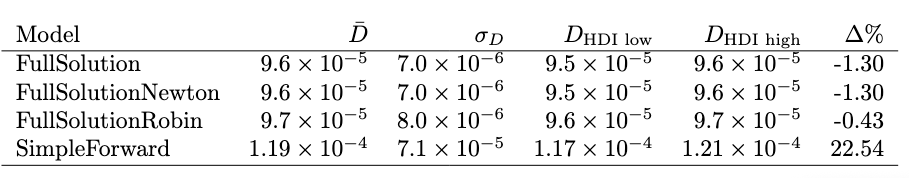 Model D̄ σ_D D_HDI low D_HDI high Δ%
FullSolution 9.6 × 10⁻⁵ 7.0 × 10⁻⁶ 9.5 × 10⁻⁵ 9.6 × 10⁻⁵ -1.30
FullSolutionNewton 9.6 × 10⁻⁵ 7.0 × 10⁻⁶ 9.5 × 10⁻⁵ 9.6 × 10⁻⁵ -1.30
FullSolutionRobin 9.7 × 10⁻⁵ 8.0 × 10⁻⁶ 9.6 × 10⁻⁵ 9.7 × 10⁻⁵ -0.43
SimpleForward 1.19 × 10⁻⁴ 7.1 × 10⁻⁵ 1.17 × 10⁻⁴ 1.21 × 10⁻⁴ 22.54